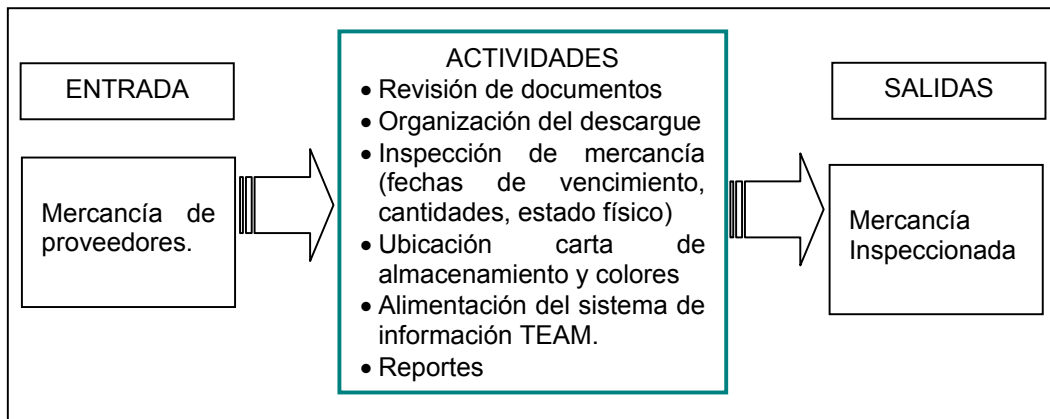 ENTRADA
Mercancía de
proveedores.
ACTIVIDADES
• Revisión de documentos
• Organización del descargue
• Inspección de mercancía
(fechas de vencimiento,
cantidades, estado físico)
• Ubicación carta de
almacenamiento y colores
• Alimentación del sistema de
información TEAM.
• Reportes
SALIDAS
Mercancía
Inspeccionada